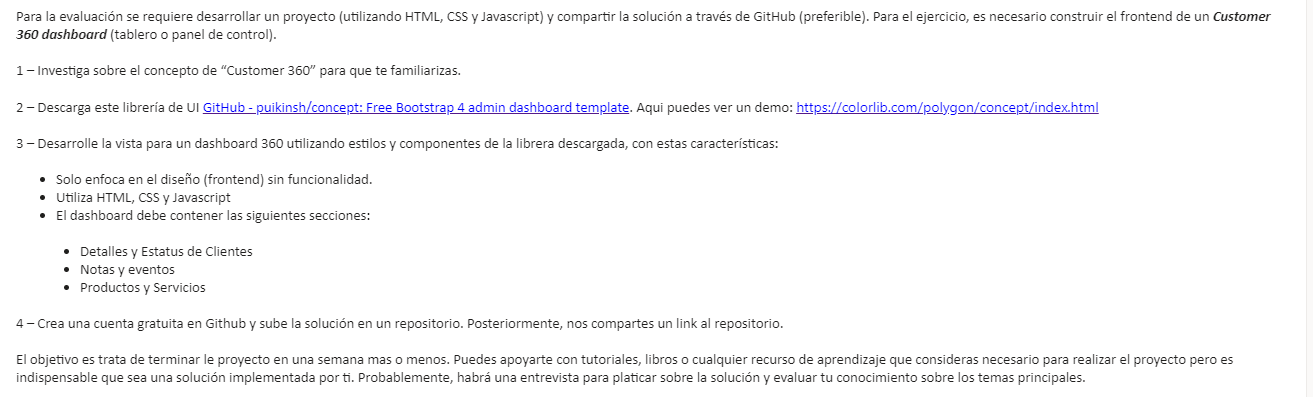 Para la evaluación se requiere desarrollar un proyecto (utilizando HTML, CSS y Javascript) y compartir la solución a través de GitHub (preferible). Para el ejercicio, es necesario construir el frontend de un Customer
360 dashboard (tablero o panel de control).
1 – Investiga sobre el concepto de “Customer 360” para que te familiarizas.
2 – Descarga este librería de UI GitHub - puikinsh/concept: Free Bootstrap 4 admin dashboard template. Aqui puedes ver un demo: https://colorlib.com/polygon/concept/index.html
3 – Desarrolle la vista para un dashboard 360 utilizando estilos y componentes de la librera descargada, con estas características:
• Solo enfoca en el diseño (frontend) sin funcionalidad.
• Utiliza HTML, CSS y Javascript
• El dashboard debe contener las siguientes secciones:
• Detalles y Estatus de Clientes
• Notas y eventos
• Productos y Servicios
4 – Crea una cuenta gratuita en Github y sube la solución en un repositorio. Posteriormente, nos compartes un link al repositorio.
El objetivo es trata de terminar le proyecto en una semana mas o menos. Puedes apoyarte con tutoriales, libros o cualquier recurso de aprendizaje que consideras necesario para realizar el proyecto pero es
indispensable que sea una solución implementada por ti. Probablemente, habrá una entrevista para platicar sobre la solución y evaluar tu conocimiento sobre los temas principales.